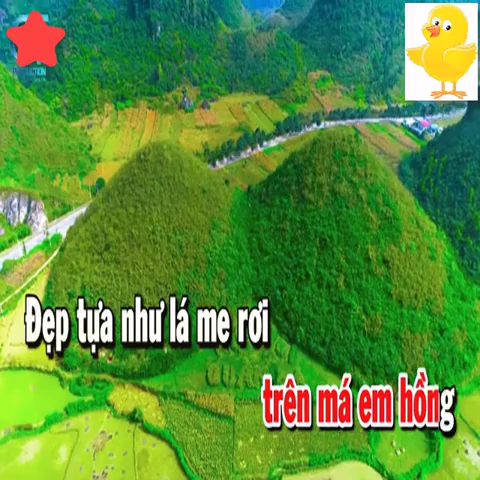 Đẹp tựa như lá me rơi
trên má em hồng